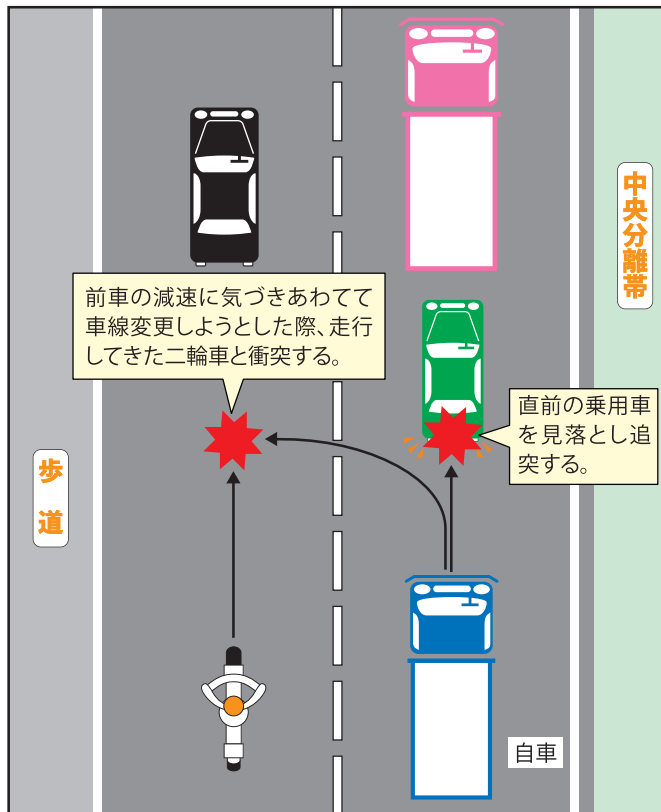 中央分離帯
前車の減速に気づきあわてて
車線変更しようとした際、走行
してきた二輪車と衝突する。
直前の乗用車
を見落とし追
突する。
歩道
自車